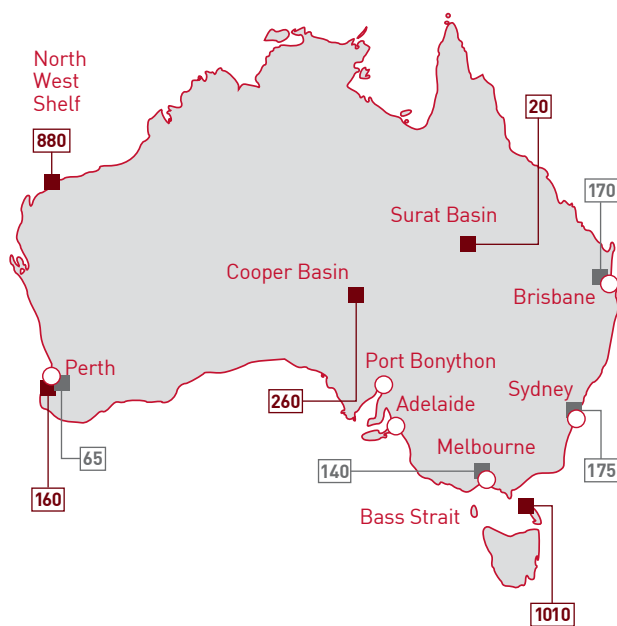 North
West
Shelf
880
20
170
Surat Basin
Cooper Basin
Brisbane
Perth
Port Bonython
260
Adelaide
Sydney
65
Melbourne
140
175
160
Bass Strait
1010